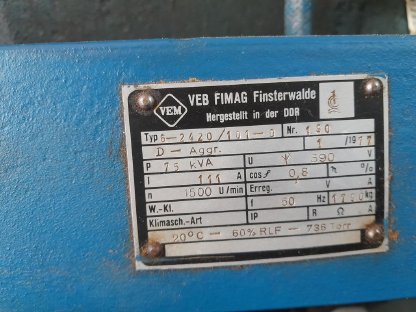 VEM
VEB FIMAG Finsterwalde
Hergestellt in der DDR
Typ 6-2420/101-0 Nr. 150
D - Aggr. 1 / 1977
P 75 kVA U 390 V
I 111 A cosφ 0,8 h %
n 1500 U/min Erreg. V A
W.-Kl. f 50 Hz kg
Klimasch.-Art IP R Ω A
20°C - 60% RLF - 736 Torr